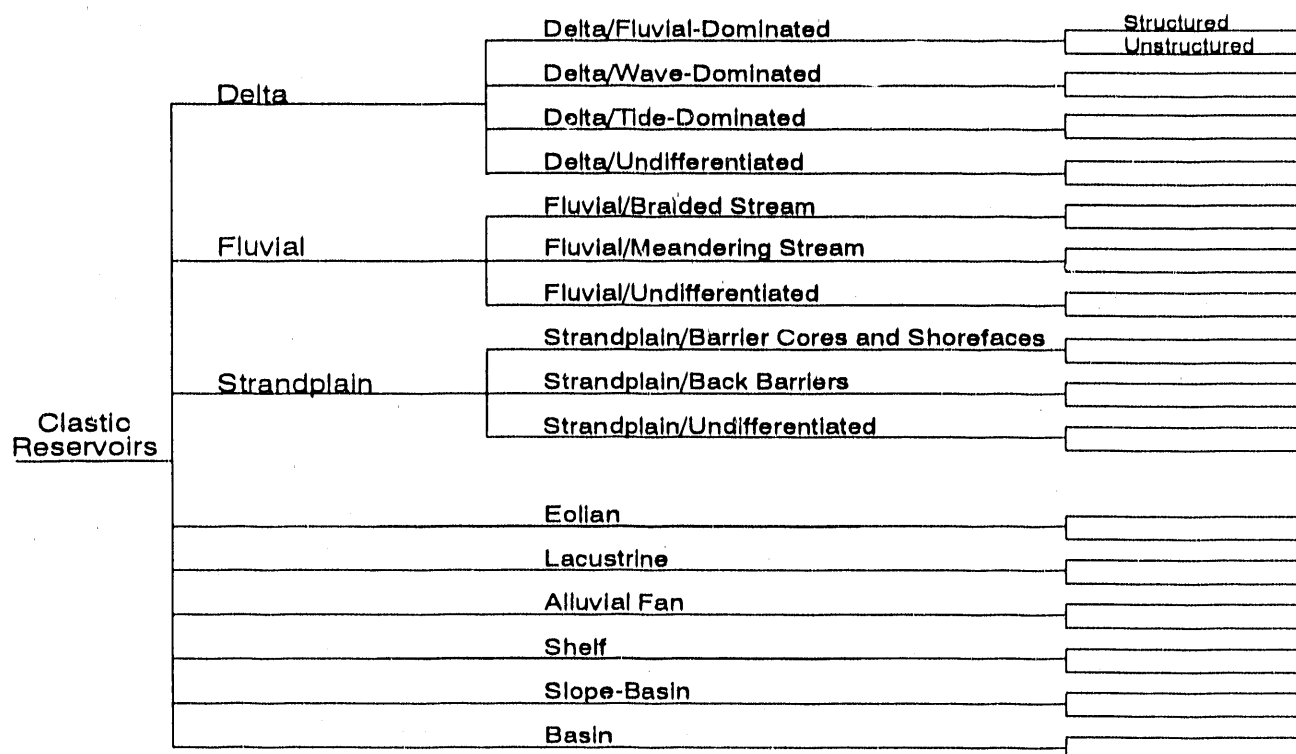 Delta/Fluvial-Dominated
Structured
Unstructured
Delta/Wave-Dominated
Delta
Delta/Tide-Dominated
Delta/Undifferentiated
Fluvial/Braided Stream
Fluvial
Fluvial/Meandering Stream
Fluvial/Undifferentiated
Strandplain/Barrier Cores and Shorefaces
Strandplain
Strandplain/Back Barriers
Strandplain/Undifferentiated
Clastic
Reservoirs
Eolian
Lacustrine
Alluvial Fan
Shelf
Slope-Basin
Basin